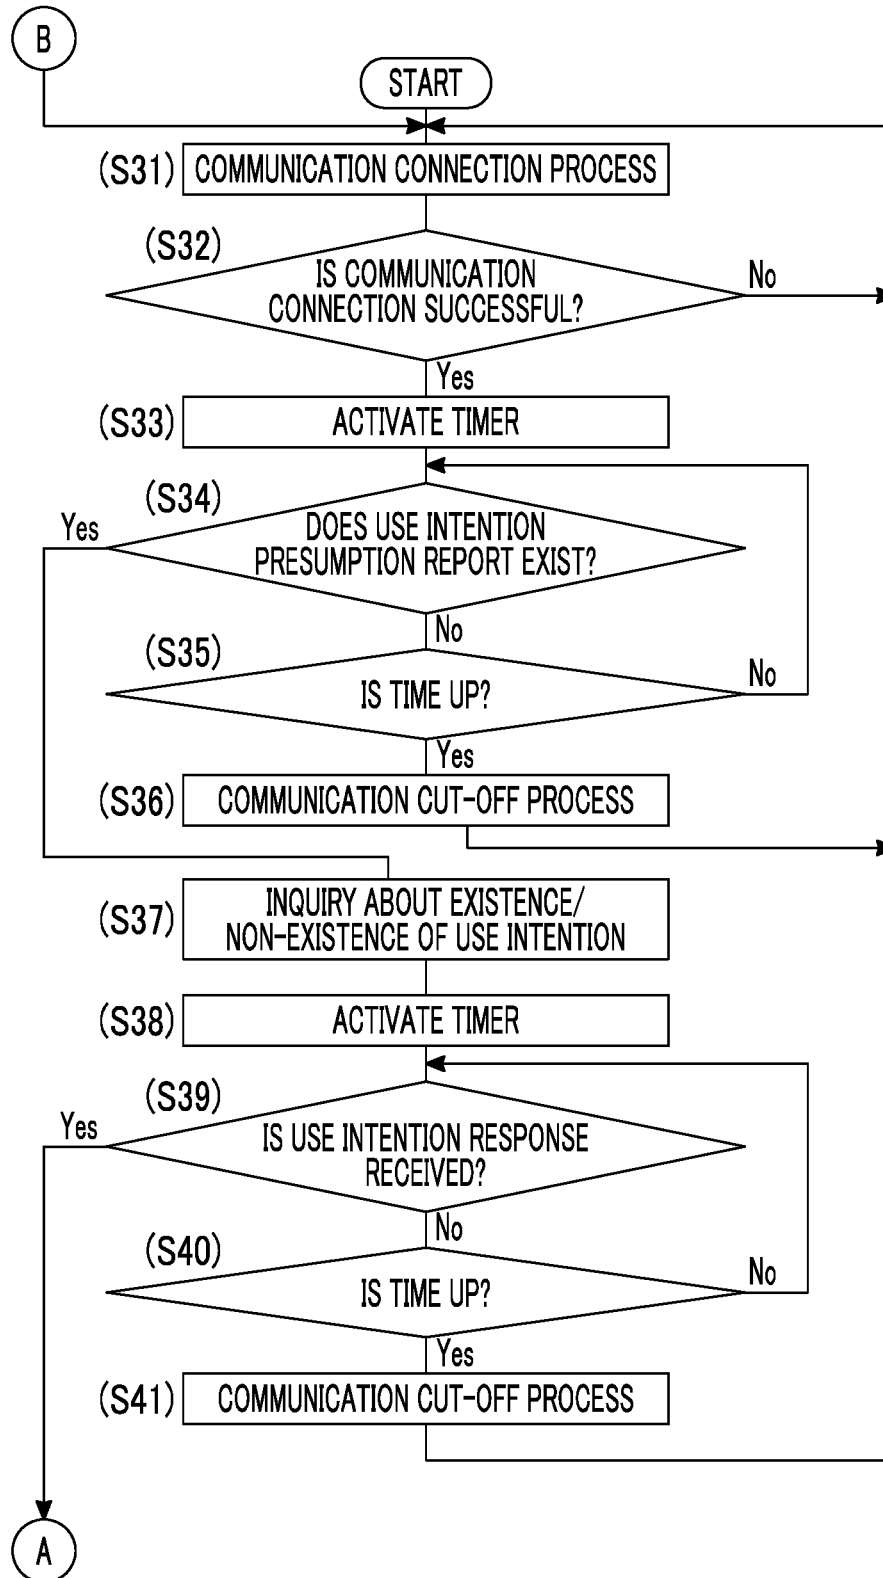 B
START
(S31)
COMMUNICATION CONNECTION PROCESS
(S32)
IS COMMUNICATION
CONNECTION SUCCESSFUL?
No
Yes
(S33)
ACTIVATE TIMER
(S34)
Yes
DOES USE INTENTION
PRESUMPTION REPORT EXIST?
No
(S35)
IS TIME UP?
No
Yes
(S36)
COMMUNICATION CUT-OFF PROCESS
(S37)
INQUIRY ABOUT EXISTENCE/
NON-EXISTENCE OF USE INTENTION
(S38)
ACTIVATE TIMER
(S39)
Yes
IS USE INTENTION RESPONSE
RECEIVED?
No
(S40)
IS TIME UP?
No
Yes
(S41)
COMMUNICATION CUT-OFF PROCESS
A